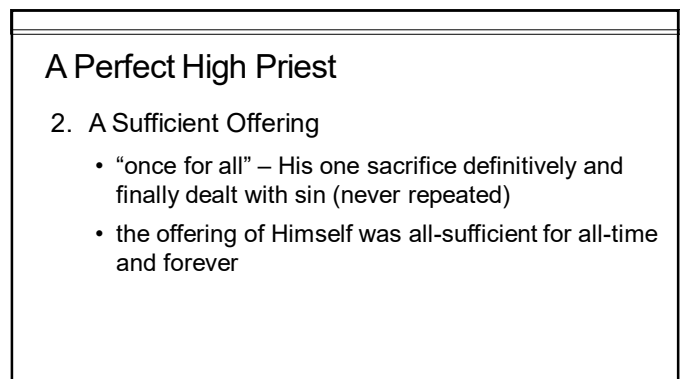 A Perfect High Priest
2. A Sufficient Offering
• “once for all” – His one sacrifice definitively and
finally dealt with sin (never repeated)
• the offering of Himself was all-sufficient for all-time
and forever